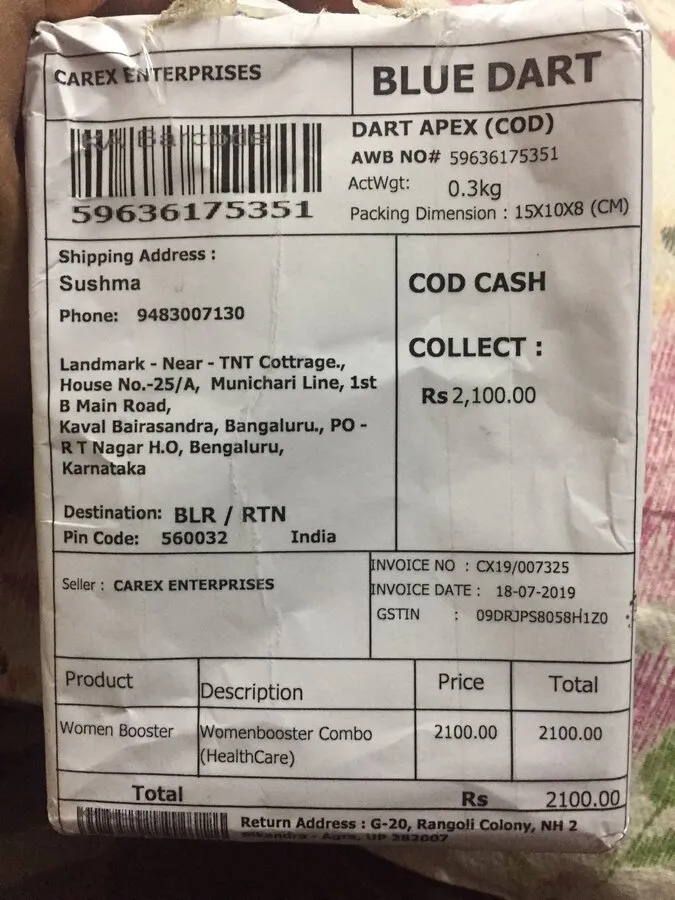 CAREX ENTERPRISES
BLUE DART
DART APEX (COD)
AWB NO# 59636175351
ActWgt: 0.3kg
Packing Dimension : 15X10X8 (CM)
59636175351
Shipping Address :
Sushma
Phone: 9483007130
Landmark - Near - TNT Cottrage.,
House No.-25/A, Munichari Line, 1st
B Main Road,
Kaval Bairasandra, Bangaluru., PO -
R T Nagar H.O, Bengaluru,
Karnataka
Destination: BLR / RTN
Pin Code: 560032 India
COD CASH
COLLECT :
Rs 2,100.00
Seller : CAREX ENTERPRISES
INVOICE NO : CX19/007325
INVOICE DATE : 18-07-2019
GSTIN : 09DRJPS8058H1Z0
Product Description Price Total
Women Booster Womenbooster Combo 2100.00 2100.00
(HealthCare)
Total Rs 2100.00
Return Address : G-20, Rangoli Colony, NH 2
Sikandra - Agra, UP 282007